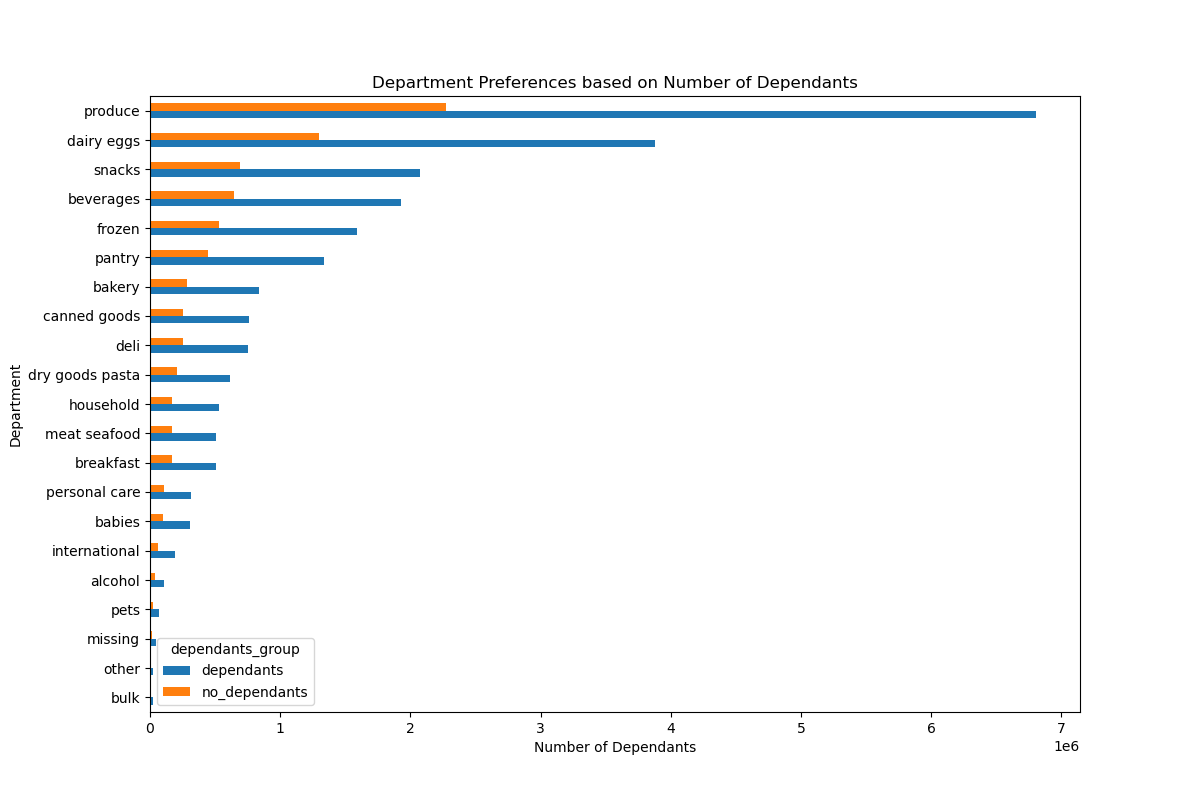 Department Preferences based on Number of Dependants
produce
dairy eggs
snacks
beverages
frozen
pantry
bakery
canned goods
deli
dry goods pasta
household
meat seafood
breakfast
personal care
babies
international
alcohol
pets
missing
other
bulk
Department
dependants_group
dependants
no_dependants
0 1 2 3 4 5 6 7
1e6
Number of Dependants